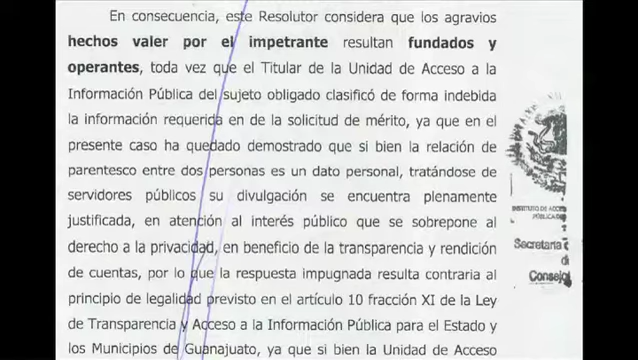 En consecuencia, este Resolutor considera que los agravios
hechos valer por el impetrante resultan fundados y
operantes, toda vez que el Titular de la Unidad de Acceso a la
Información Pública del sujeto obligado clasificó de forma indebida
la información requerida en de la solicitud de mérito, ya que en el
presente caso ha quedado demostrado que si bien la relación de
parentesco entre dos personas es un dato personal, tratándose de
servidores públicos su divulgación se encuentra plenamente
justificada, en atención al interés público que se sobrepone al
derecho a la privacidad, en beneficio de la transparencia y rendición
de cuentas, por lo que la respuesta impugnada resulta contraria al
principio de legalidad previsto en el artículo 10 fracción XI de la Ley
de Transparencia y Acceso a la Información Pública para el Estado y
los Municipios de Guanajuato, ya que si bien la Unidad de Acceso
INSTITUTO DE ACCE
PÚBLICA DE
Secretaría
d
Consejo